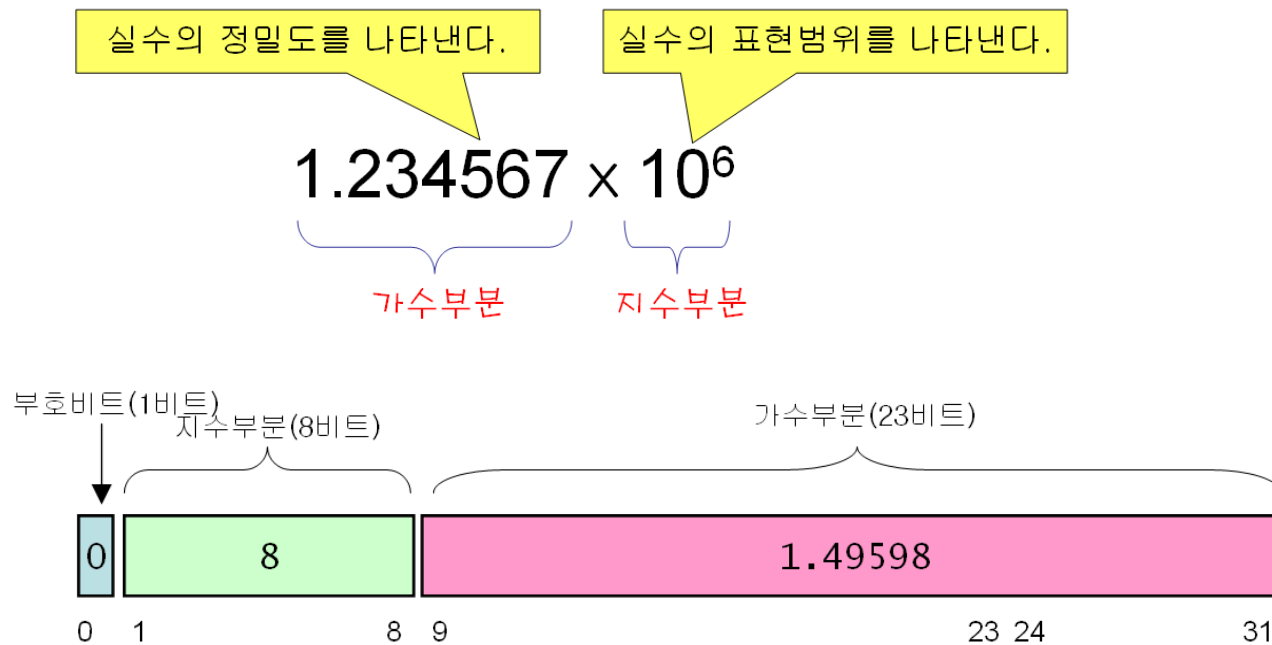 실수의 정밀도를 나타낸다. 실수의 표현범위를 나타낸다.
1.234567 × 10⁶
가수부분 지수부분
부호비트(1비트)
지수부분(8비트) 가수부분(23비트)
0 8 1.49598
0 1 8 9 23 24 31